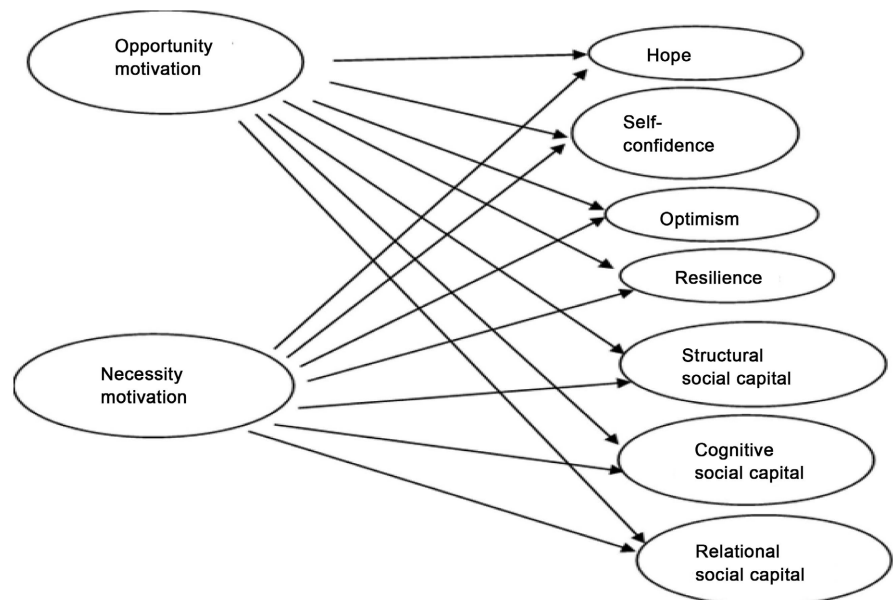 Opportunity
motivation
Hope
Self-
confidence
Optimism
Resilience
Necessity
motivation
Structural
social capital
Cognitive
social capital
Relational
social capital